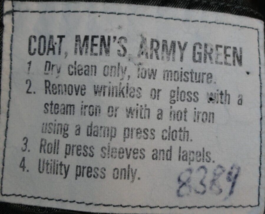 COAT, MEN'S, ARMY GREEN
1. Dry clean only, low moisture.
2. Remove wrinkles or gloss with a
steam iron or with a hot iron
using a damp press cloth.
3. Roll press sleeves and lapels.
4. Utility press only.
8389